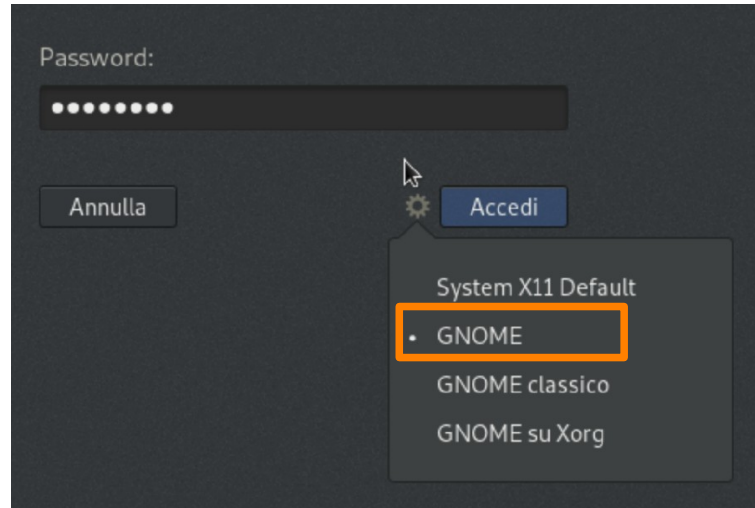 Password:
••••••••
Annulla
Accedi
System X11 Default
• GNOME
GNOME classico
GNOME su Xorg